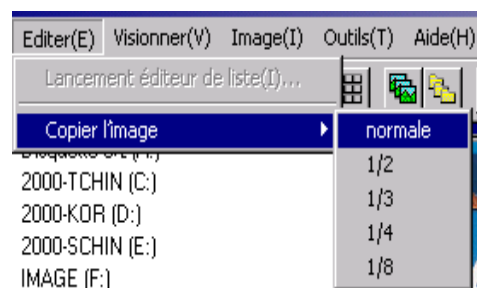 Editer(E) Visionner(V) Image(I) Outils(T) Aide(H)
Lancement éditeur de liste(I)...
Copier l'image
normale
1/2
1/3
1/4
1/8
2000-TCHIN (C:)
2000-KOR (D:)
2000-SCHIN (E:)
IMAGE (F:)